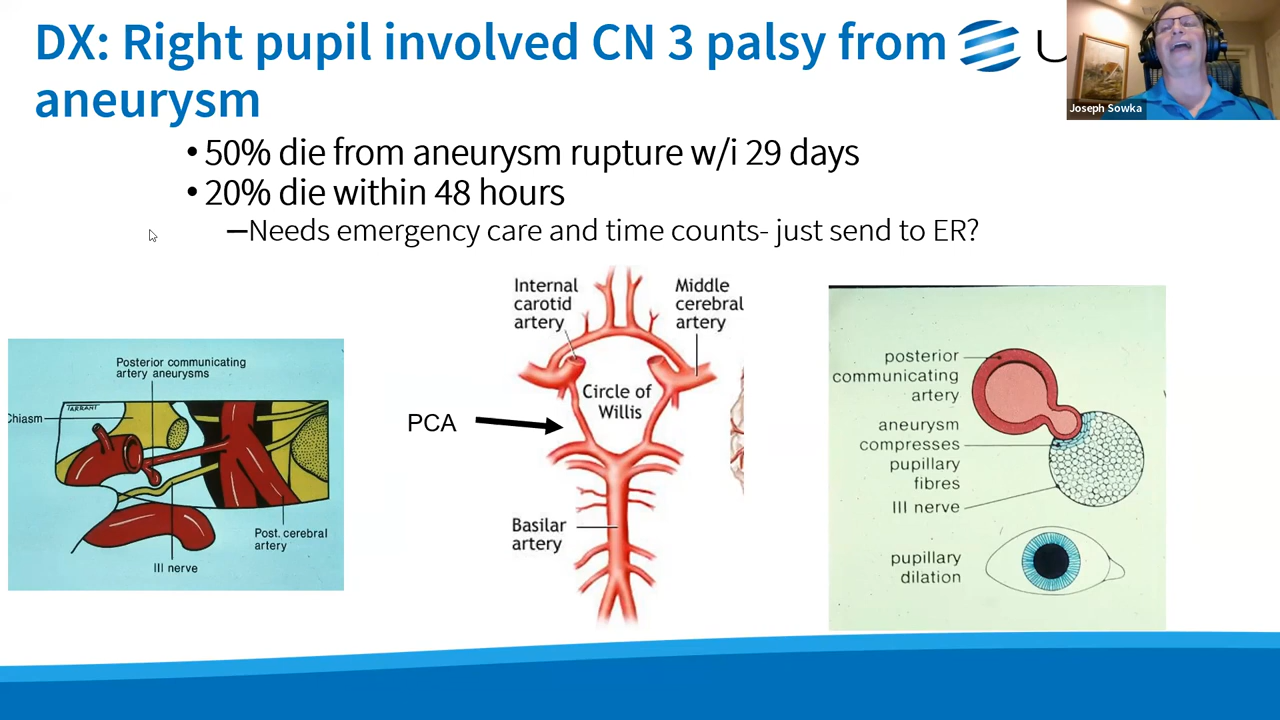 DX: Right pupil involved CN 3 palsy from
aneurysm
U
Joseph Sowka
• 50% die from aneurysm rupture w/i 29 days
• 20% die within 48 hours
–Needs emergency care and time counts- just send to ER?
Posterior communicating
artery aneurysms
Chiasm
TARRANT
Post. cerebral
artery
III nerve
PCA
Internal
carotid
artery
Middle
cerebral
artery
Circle of
Willis
Basilar
artery
posterior
communicating
artery
aneurysm
compresses
pupillary
fibres
III nerve
pupillary
dilation